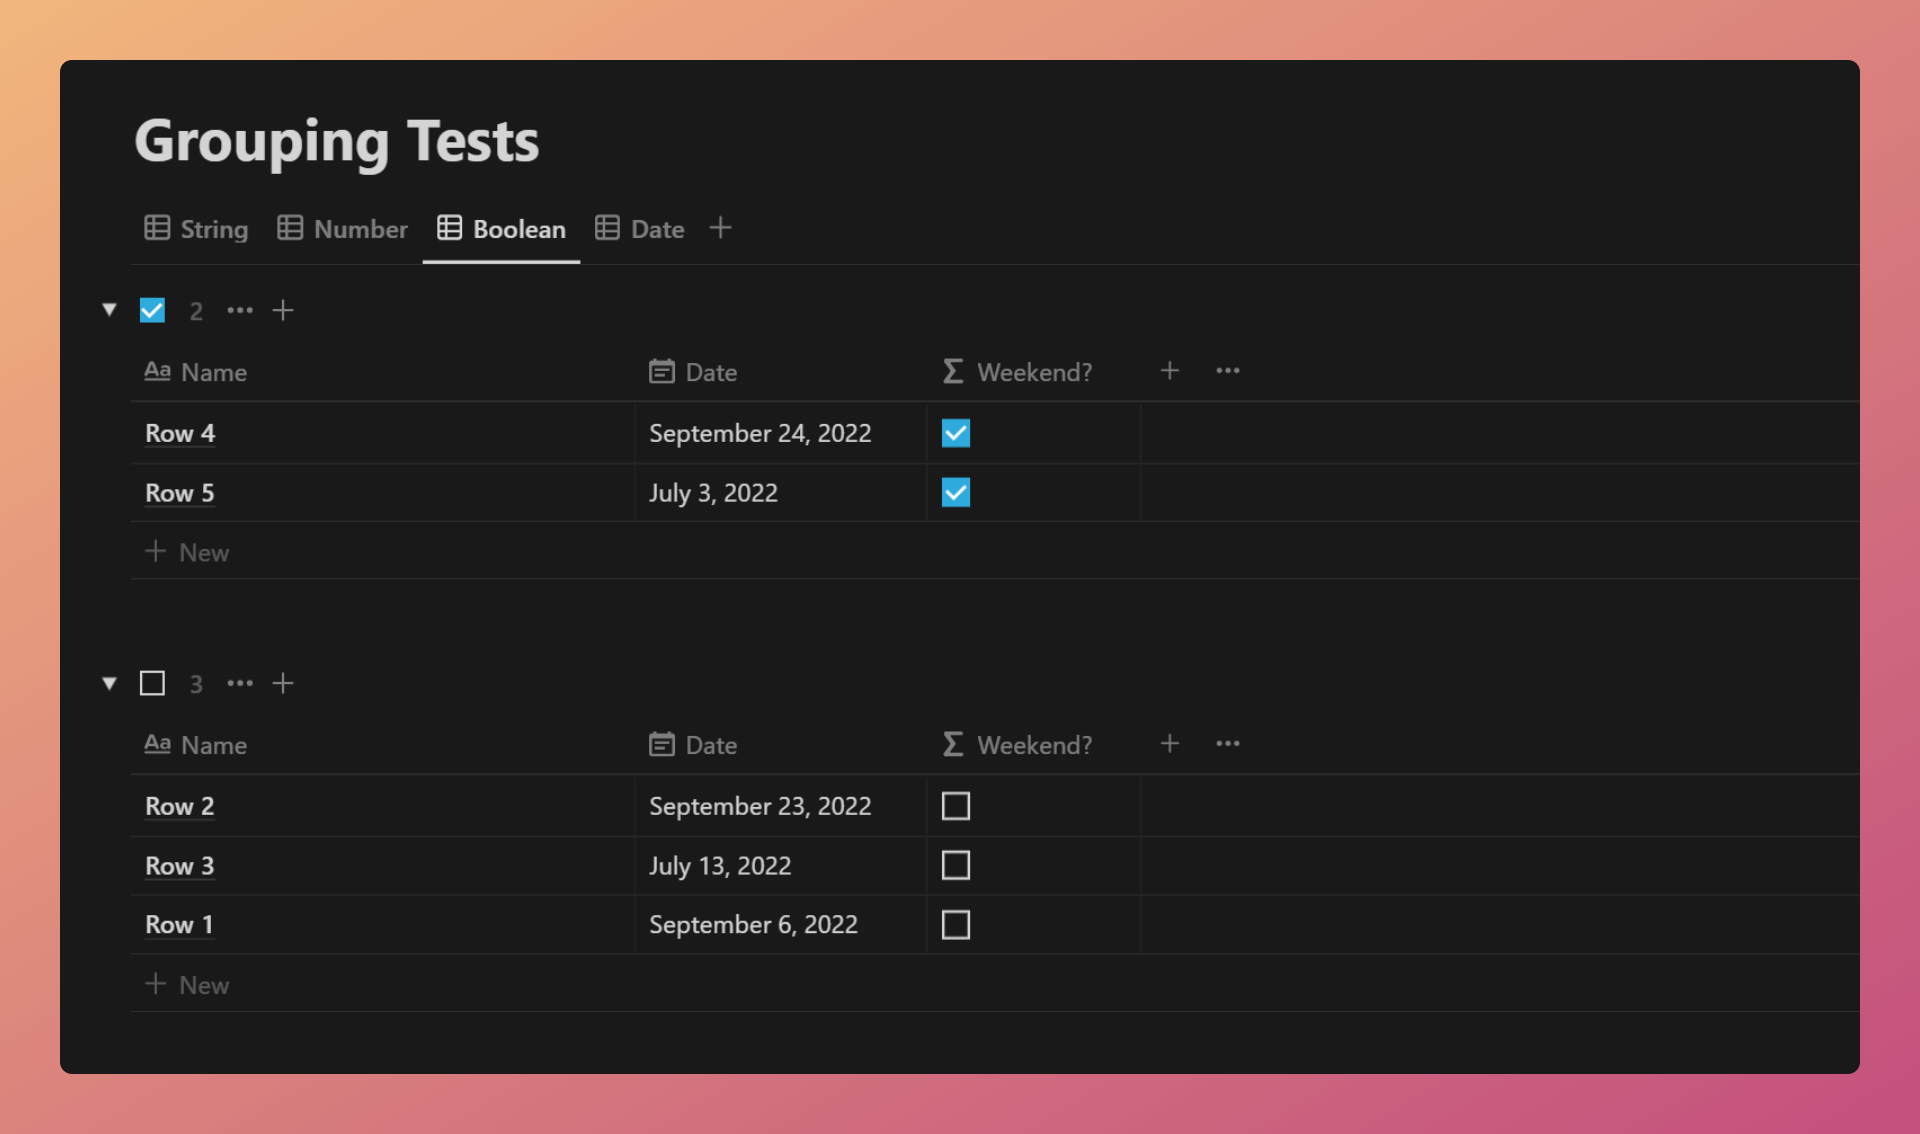 Grouping Tests
String Number Boolean Date
2
Aa Name Date Σ Weekend?
Row 4 September 24, 2022
Row 5 July 3, 2022
New
3
Aa Name Date Σ Weekend?
Row 2 September 23, 2022
Row 3 July 13, 2022
Row 1 September 6, 2022
New